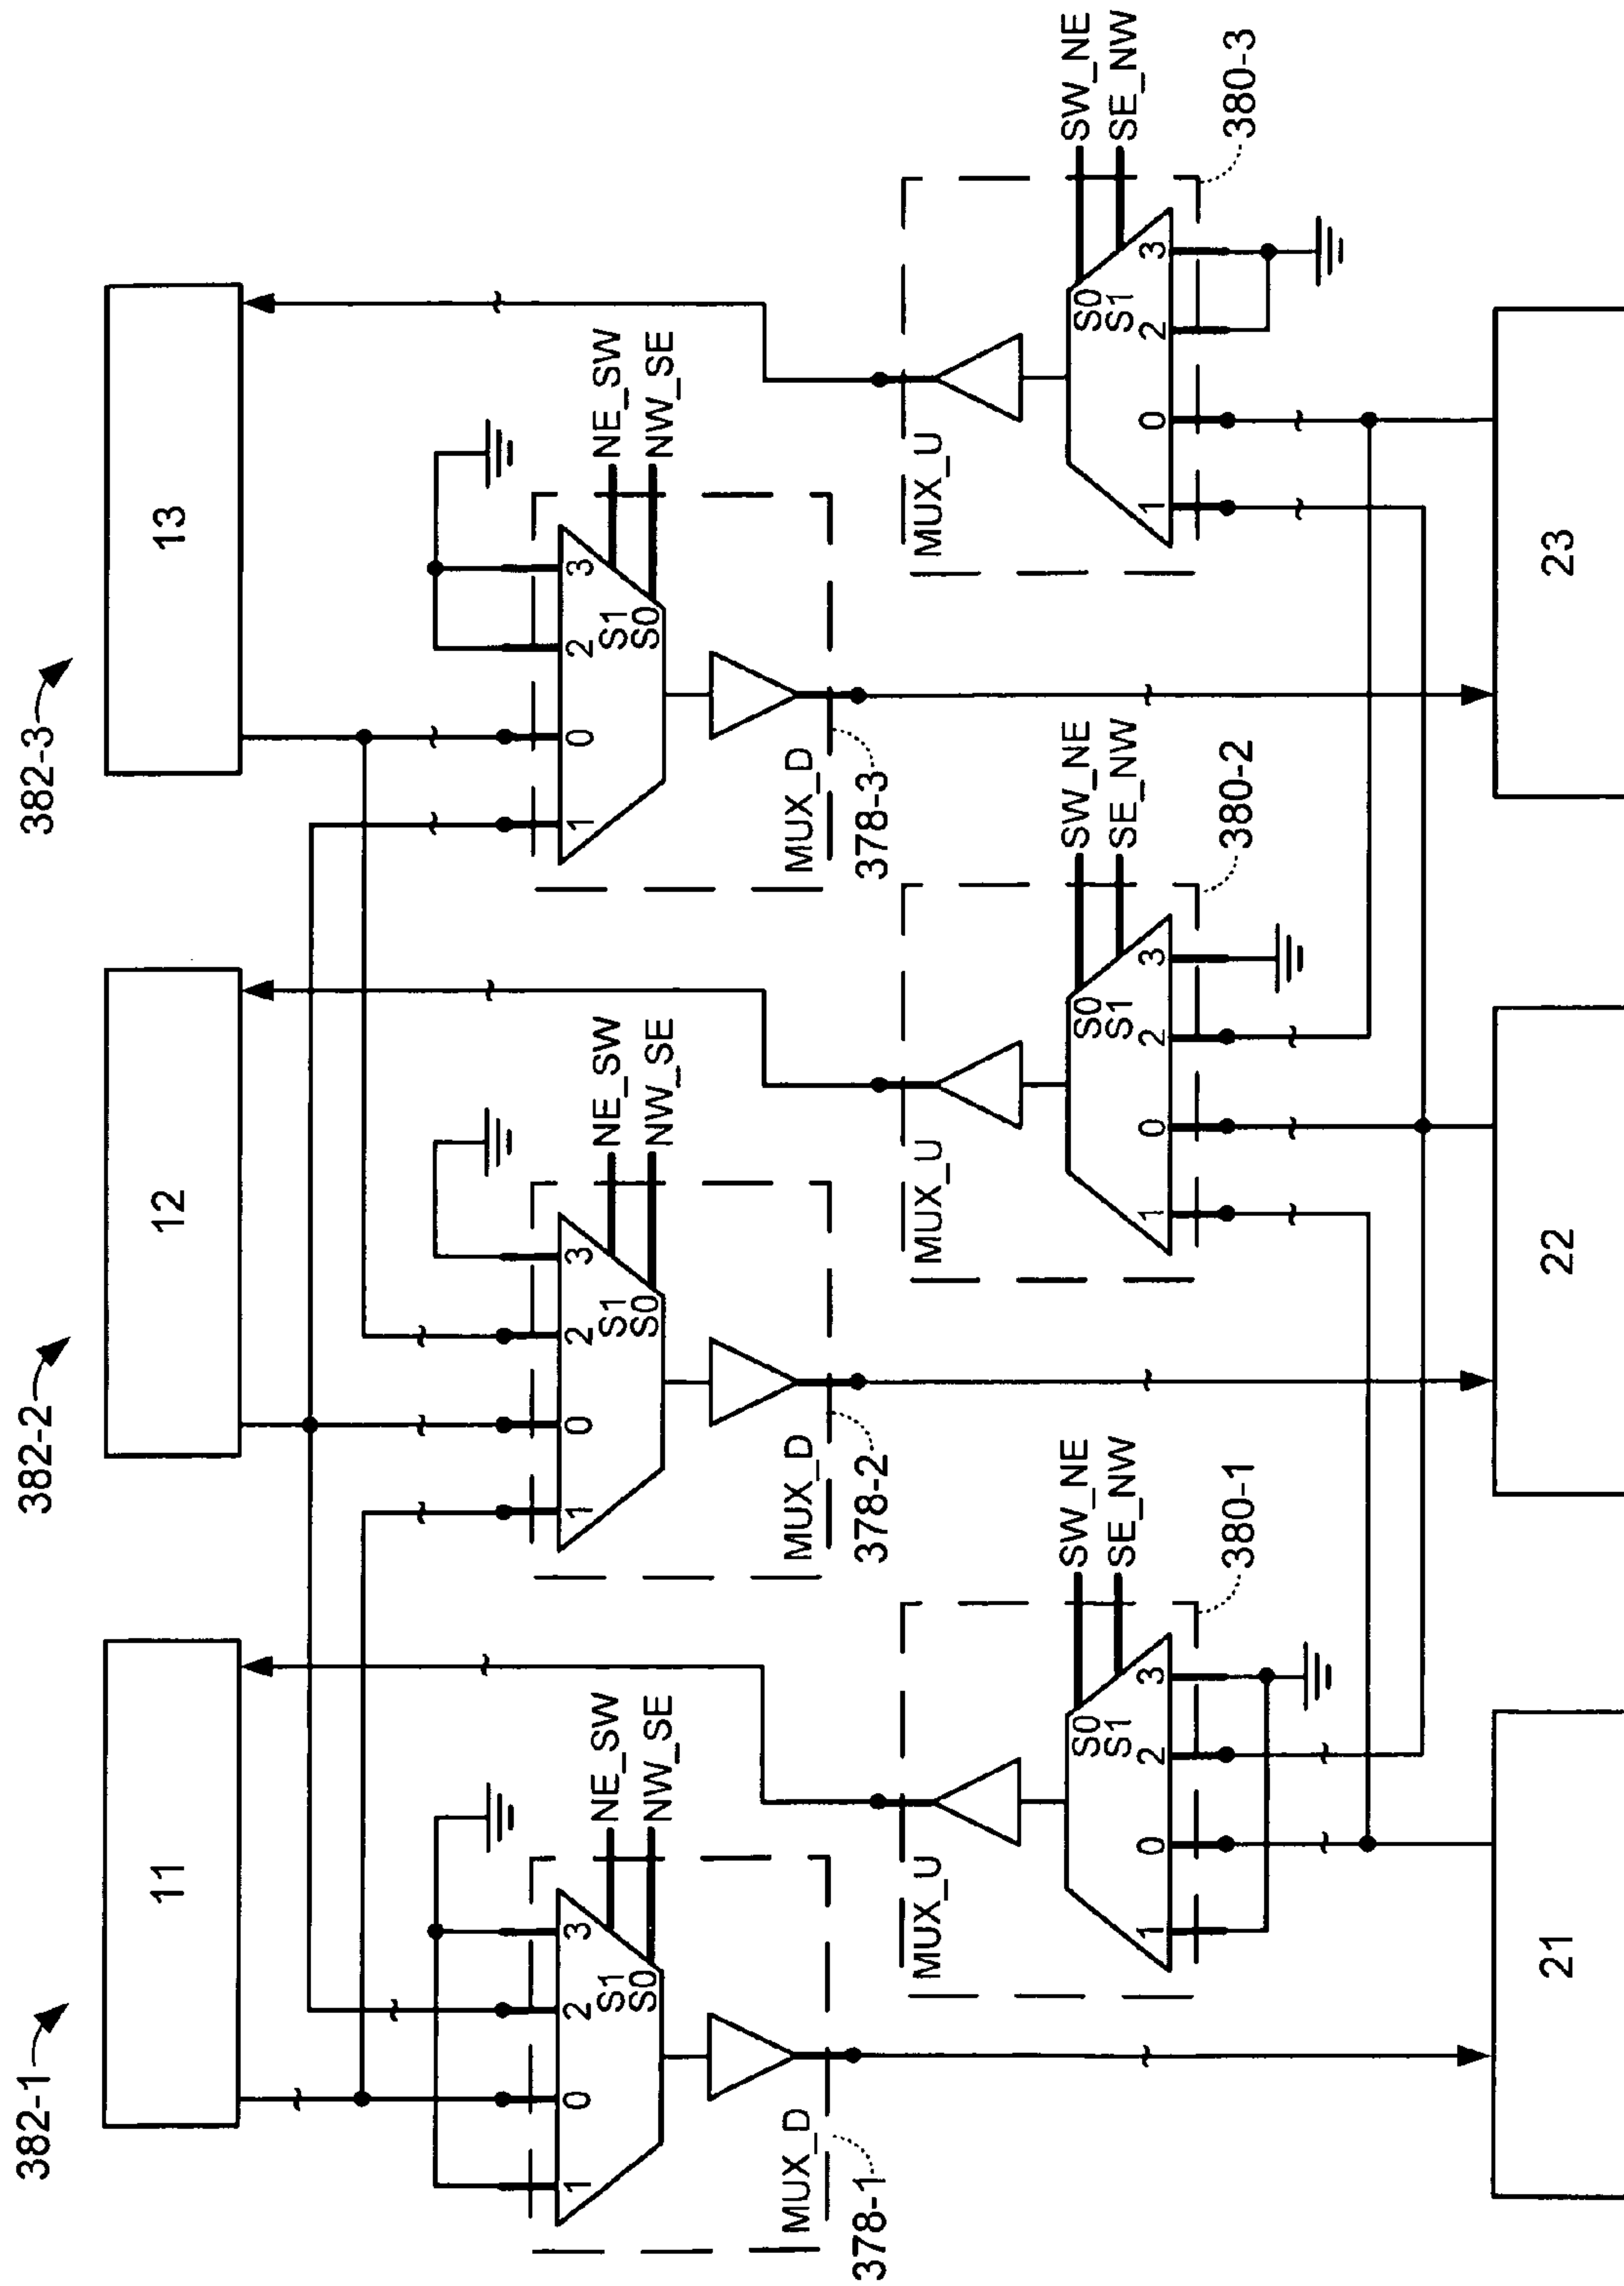 382-1
382-2
382-3
11
12
13
NE_SW
NW_SE
NE_SW
NW_SE
NE_SW
NW_SE
1 0 2 3
S1
S0
1 0 2 3
S1
S0
1 0 2 3
S1
S0
MUX_D
MUX_D
MUX_D
378-1
378-2
378-3
MUX_U
MUX_U
MUX_U
SW_NE
SE_NW
SW_NE
SE_NW
SW_NE
SE_NW
S0
S1
1 0 2 3
S0
S1
1 0 2 3
S0
S1
1 0 2 3
380-1
380-2
380-3
21
22
23